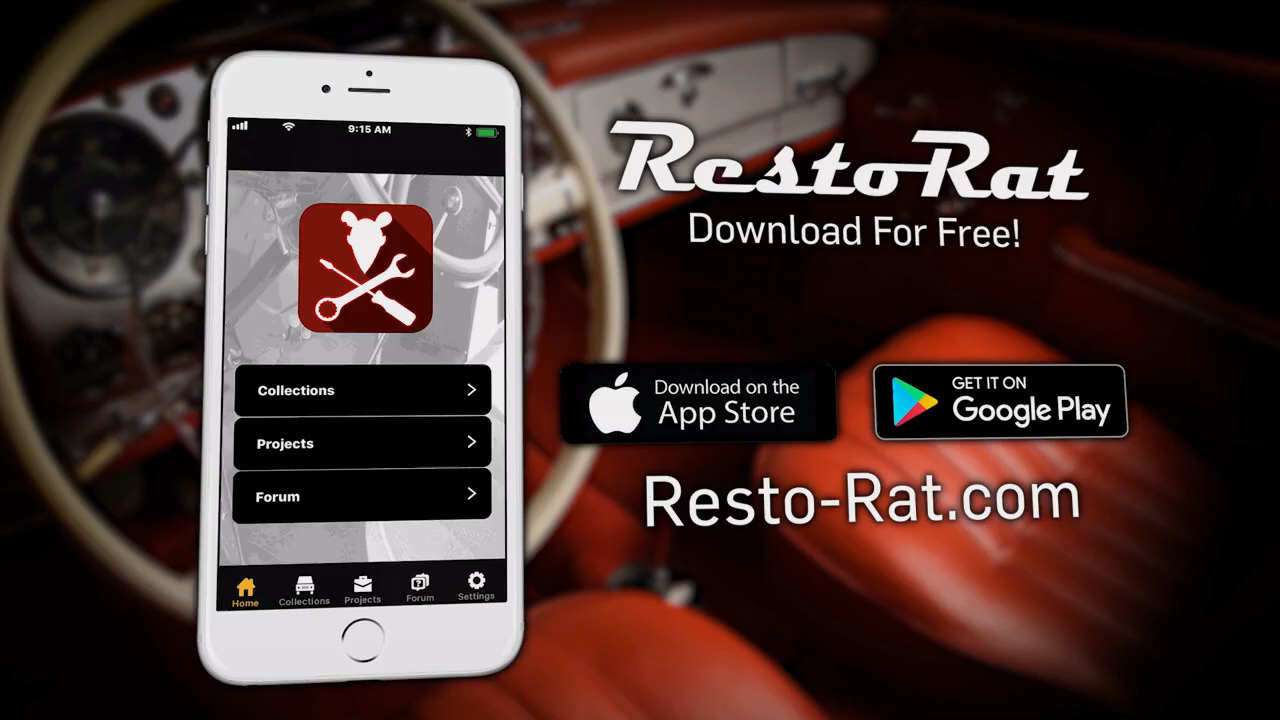 9:15 AM
Collections
Projects
Forum
Home
Collections
Projects
Forum
Settings
RestoRat
Download For Free!
Download on the
App Store
GET IT ON
Google Play
Resto-Rat.com